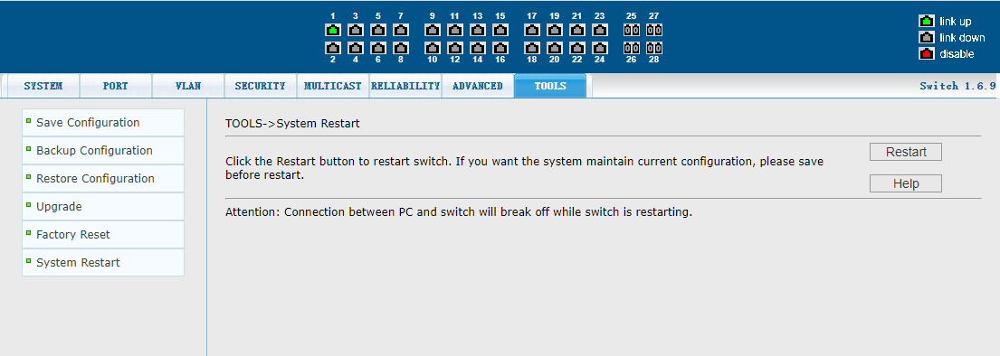 1 3 5 7 9 11 13 15 17 19 21 23 25 27
2 4 6 8 10 12 14 16 18 20 22 24 26 28
link up
link down
disable
SYSTEM PORT VLAN SECURITY MULTICAST RELIABILITY ADVANCED TOOLS Switch 1.6.9
Save Configuration
Backup Configuration
Restore Configuration
Upgrade
Factory Reset
System Restart
TOOLS->System Restart
Click the Restart button to restart switch. If you want the system maintain current configuration, please save
before restart.
Restart
Help
Attention: Connection between PC and switch will break off while switch is restarting.